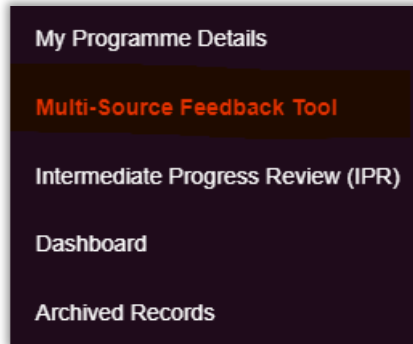 My Programme Details
Multi-Source Feedback Tool
Intermediate Progress Review (IPR)
Dashboard
Archived Records